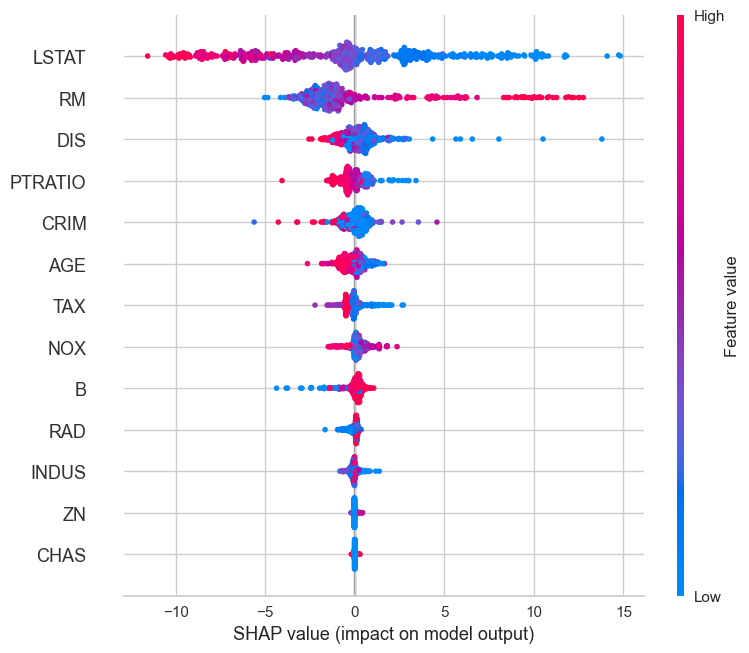 High
LSTAT
RM
DIS
PTRATIO
CRIM
AGE
TAX
NOX
B
RAD
INDUS
ZN
CHAS
Feature value
Low
−10 −5 0 5 10 15
SHAP value (impact on model output)